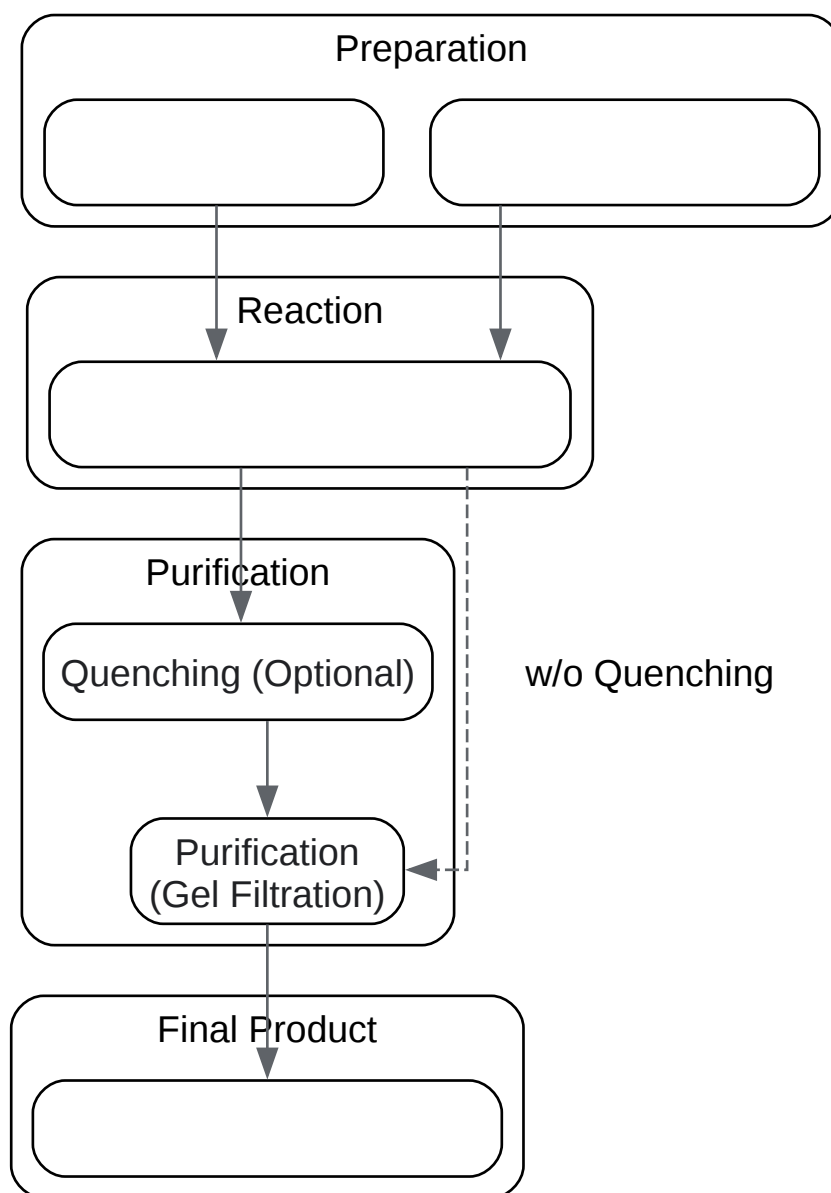 Preparation
Reaction
Purification
Quenching (Optional)
w/o Quenching
Purification
(Gel Filtration)
Final Product